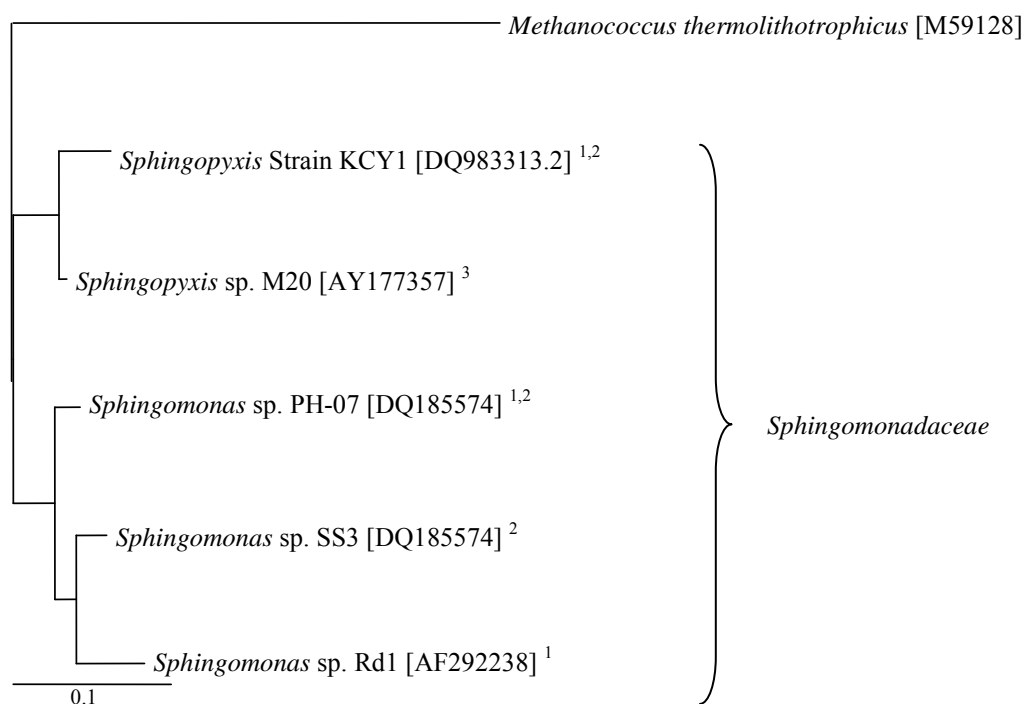 Methanococcus thermolithotrophicus [M59128]
Sphingopyxis Strain KCY1 [DQ983313.2] 1,2
Sphingopyxis sp. M20 [AY177357] 3
Sphingomonas sp. PH-07 [DQ185574] 1,2
Sphingomonadaceae
Sphingomonas sp. SS3 [DQ185574] 2
Sphingomonas sp. Rd1 [AF292238] 1
0.1